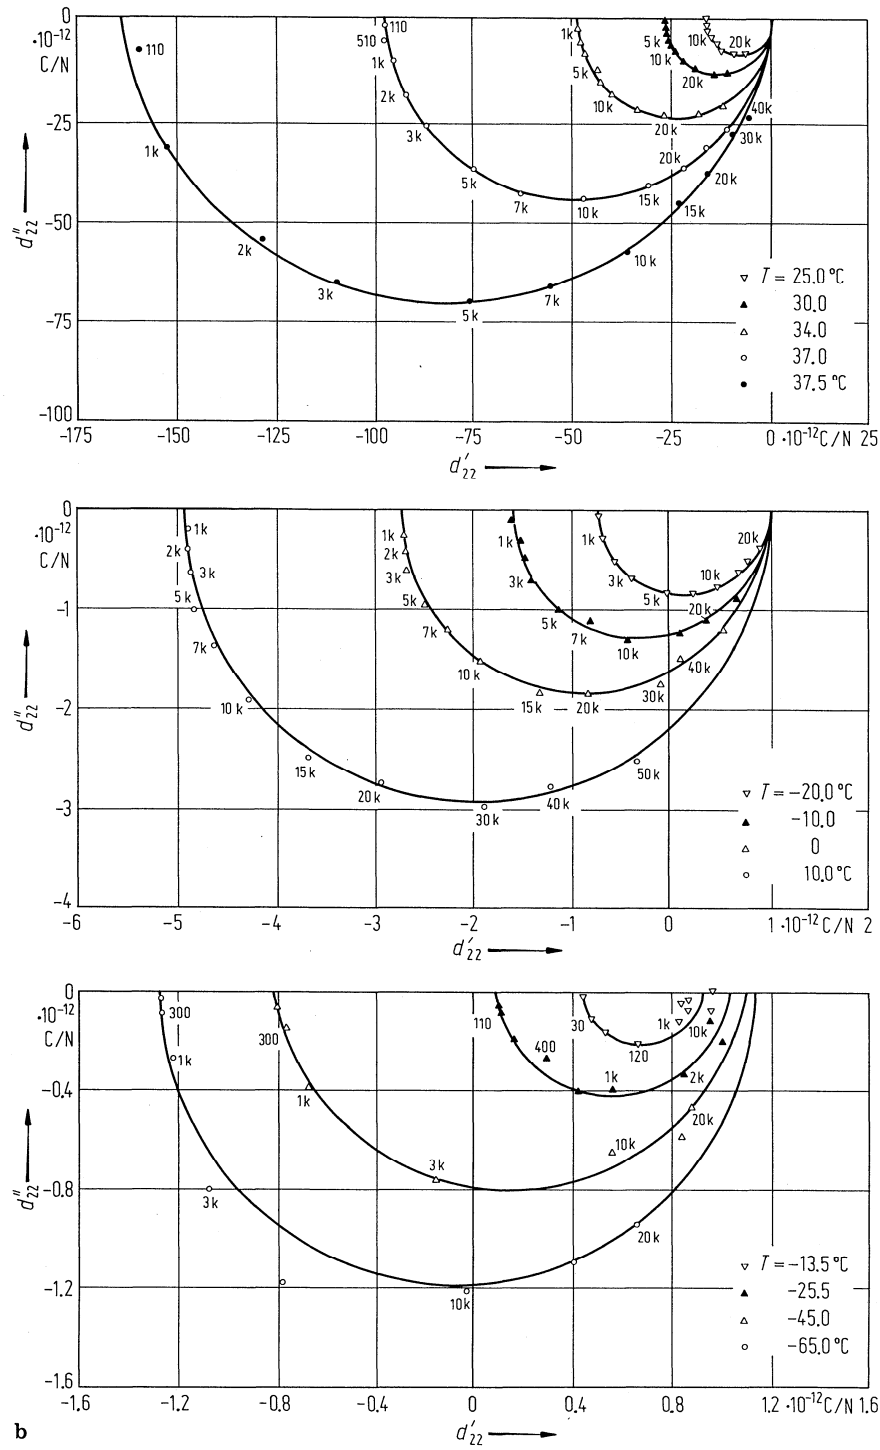 0
·10⁻¹²
C/N
-25
-50
-75
-100
d″₂₂
110
1k
2k
3k
5k
7k
10k
15k
20k
30k
40k
110
510
1k
2k
3k
5k
7k
10k
15k
20k
1k
5k
10k
20k
5k
10k
20k
10k
20k
T = 25.0 °C
30.0
34.0
37.0
37.5 °C
-175 -150 -125 -100 -75 -50 -25 0 ·10⁻¹² C/N 25
d′₂₂
0
·10⁻¹²
C/N
-1
-2
-3
-4
d″₂₂
1k
2k
3k
5k
7k
10k
15k
20k
30k
40k
50k
1k
2k
3k
5k
7k
10k
15k
20k
30k
40k
1k
3k
5k
7k
10k
20k
1k
3k
5k
10k
20k
T = -20.0 °C
-10.0
0
10.0 °C
-6 -5 -4 -3 -2 -1 0 1 ·10⁻¹² C/N 2
d′₂₂
0
·10⁻¹²
C/N
-0.4
-0.8
-1.2
-1.6
d″₂₂
300
1k
3k
10k
20k
300
1k
3k
10k
20k
110
400
1k
2k
10k
30
120
1k
T = -13.5 °C
-25.5
-45.0
-65.0 °C
-1.6 -1.2 -0.8 -0.4 0 0.4 0.8 1.2 ·10⁻¹² C/N 1.6
d′₂₂
b